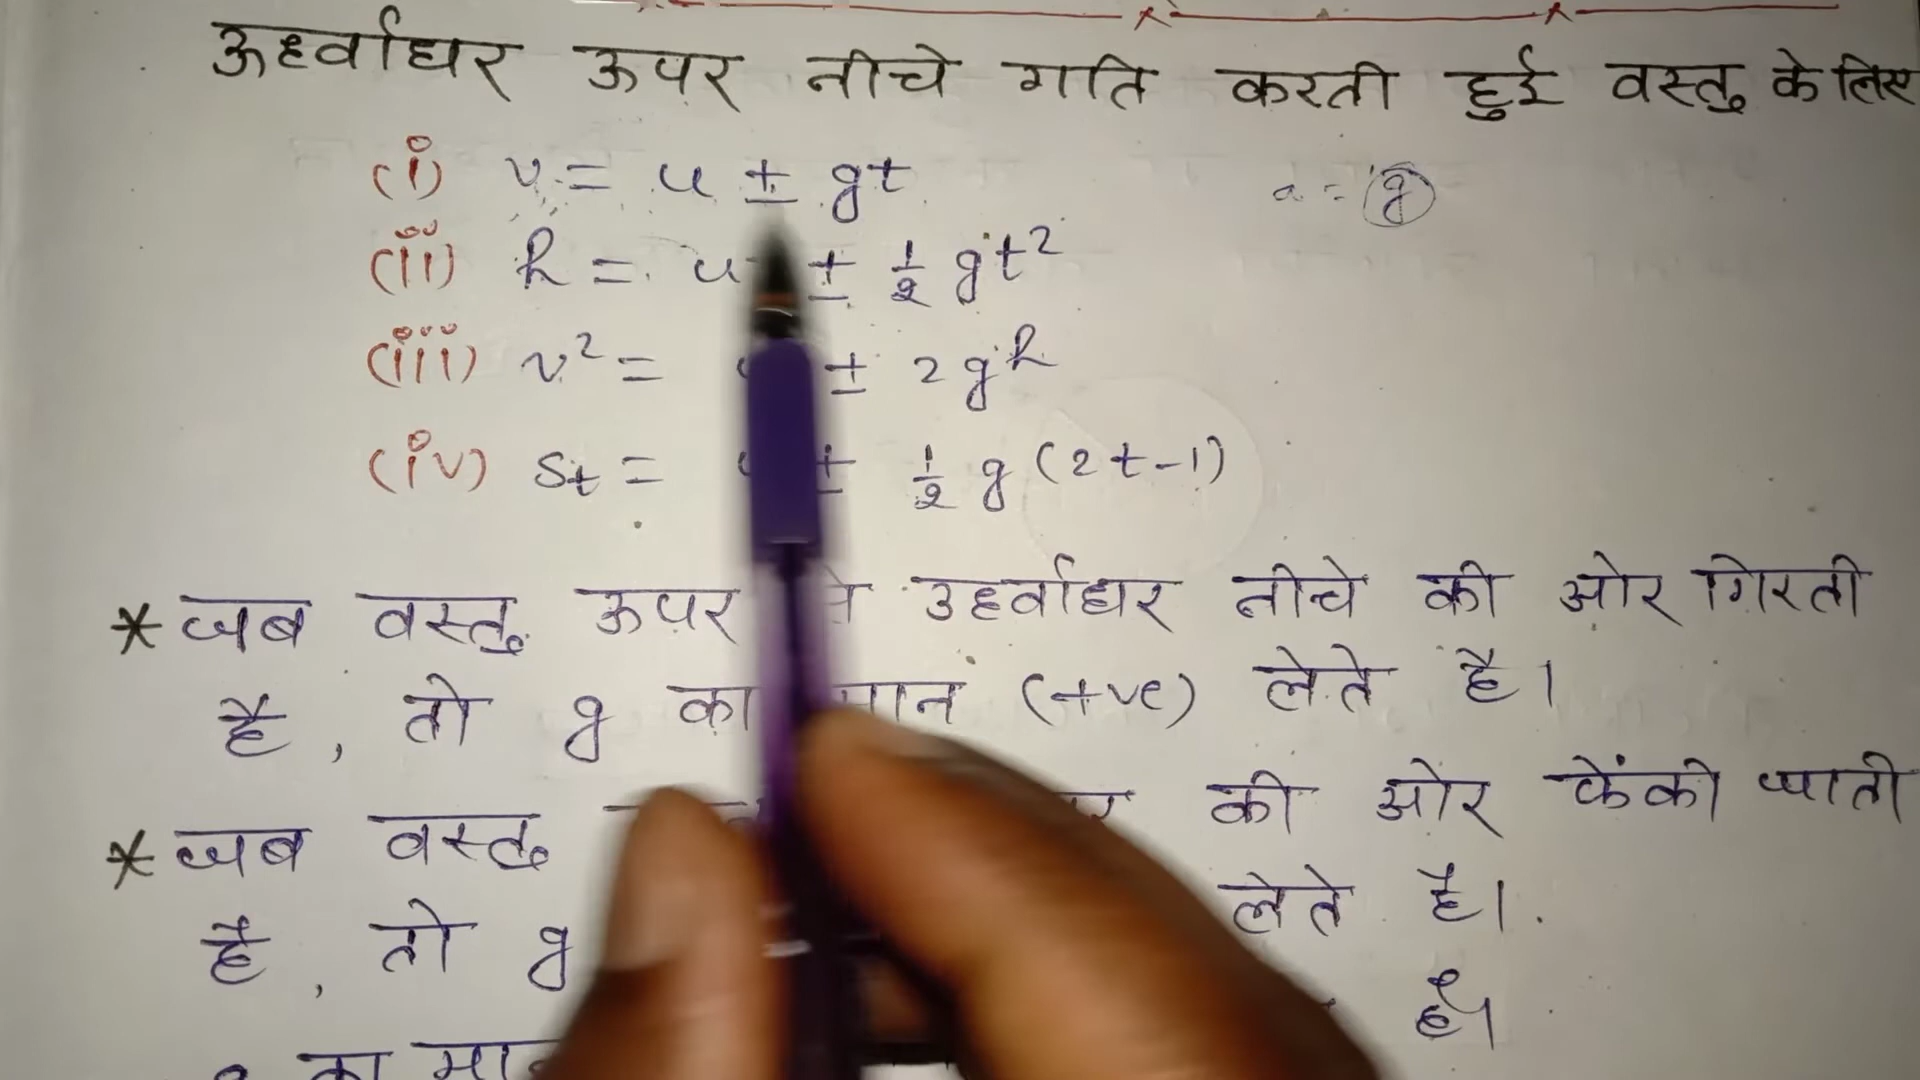 ऊर्ध्वाधर ऊपर नीचे गति करती हुई वस्तु के लिए
(i) v = u ± gt
a = g
(ii) h = u ± 1/2 gt²
(iii) v² = ± 2gh
(iv) St = ± 1/2 g (2t-1)
* जब वस्तु ऊपर उर्ध्वाधर नीचे की ओर गिरती
है, तो g का मान (+ve) लेते है।
* जब वस्तु की ओर फेंकी जाती
है, तो g लेते है।
है।
का